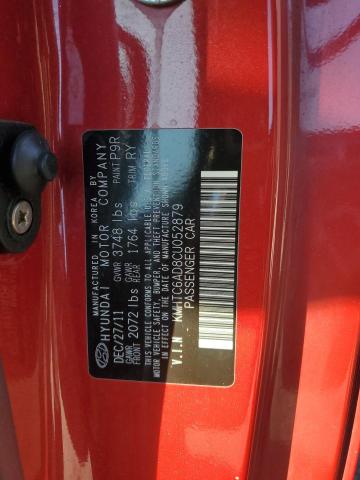 MANUFACTURED IN KOREA BY
HYUNDAI MOTOR COMPANY
DEC/27/11 GVWR 3748 lbs PAINT P9R
GAWR FRONT 2072 lbs GAWR REAR 1764 lbs TRIM RY
THIS VEHICLE CONFORMS TO ALL APPLICABLE FEDERAL MOTOR
VEHICLE SAFETY, BUMPER, AND THEFT PREVENTION STANDARDS
IN EFFECT ON THE DATE OF MANUFACTURE SHOWN ABOVE.
V.I.N KMHTC6AD8CU052879
PASSENGER CAR